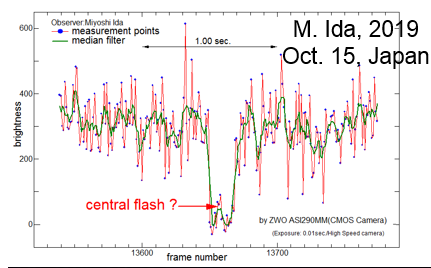 Observer:Miyoshi Ida
M. Ida, 2019
measurement points
Oct. 15, Japan
median filter
1.00 sec.
600
400
200
0
brightness
central flash ?
by ZWO ASI290MM(CMOS Camera)
(Exposure: 0.01sec/High Speed camera)
13600
13700
frame number